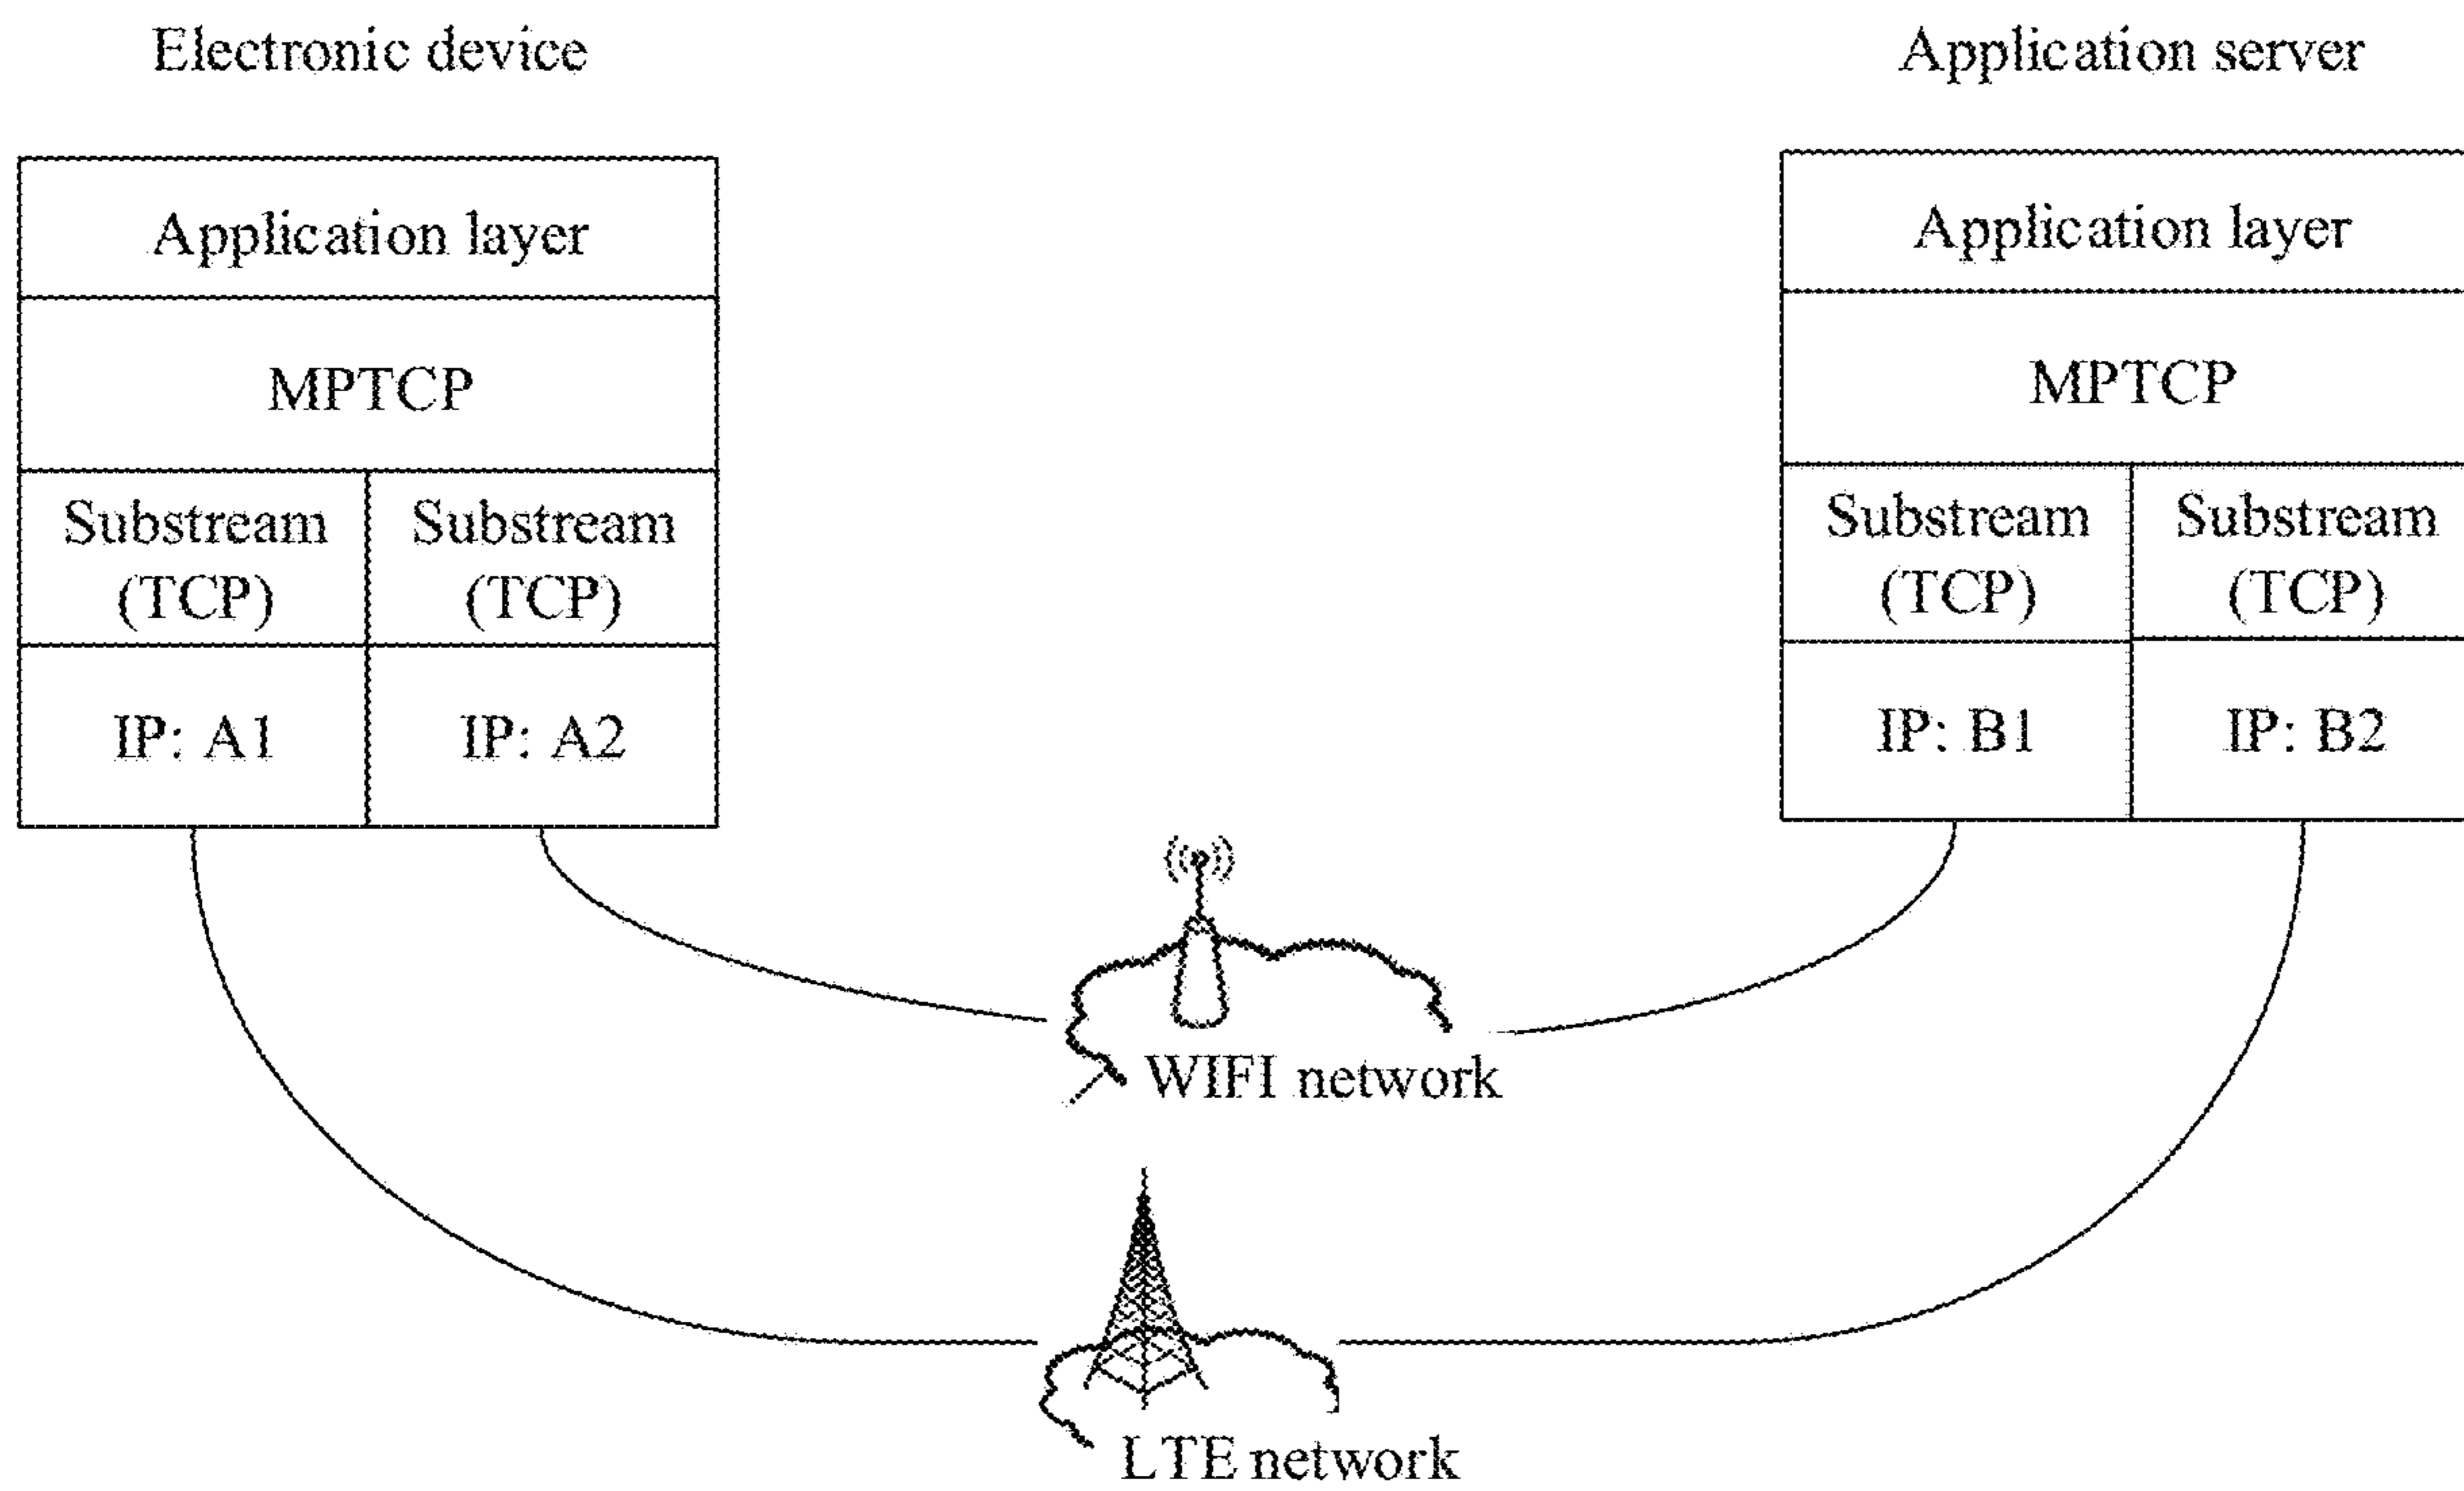 Electronic device
Application server
Application layer
MPTCP
Substream
(TCP)
Substream
(TCP)
IP: A1
IP: A2
Application layer
MPTCP
Substream
(TCP)
Substream
(TCP)
IP: B1
IP: B2
WIFI network
LTE network